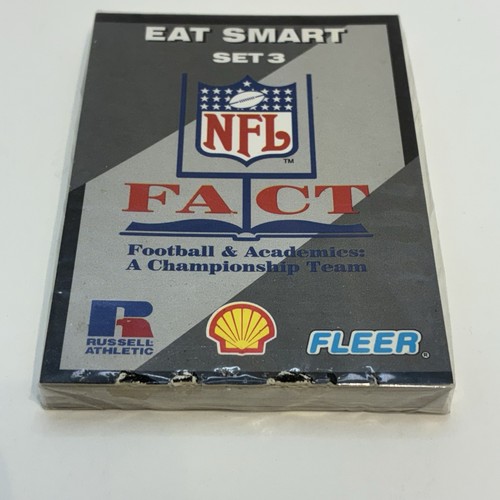 EAT SMART
SET 3
NFL
TM
FACT
Football & Academics:
A Championship Team
R
RUSSELL
ATHLETIC
FLEER®